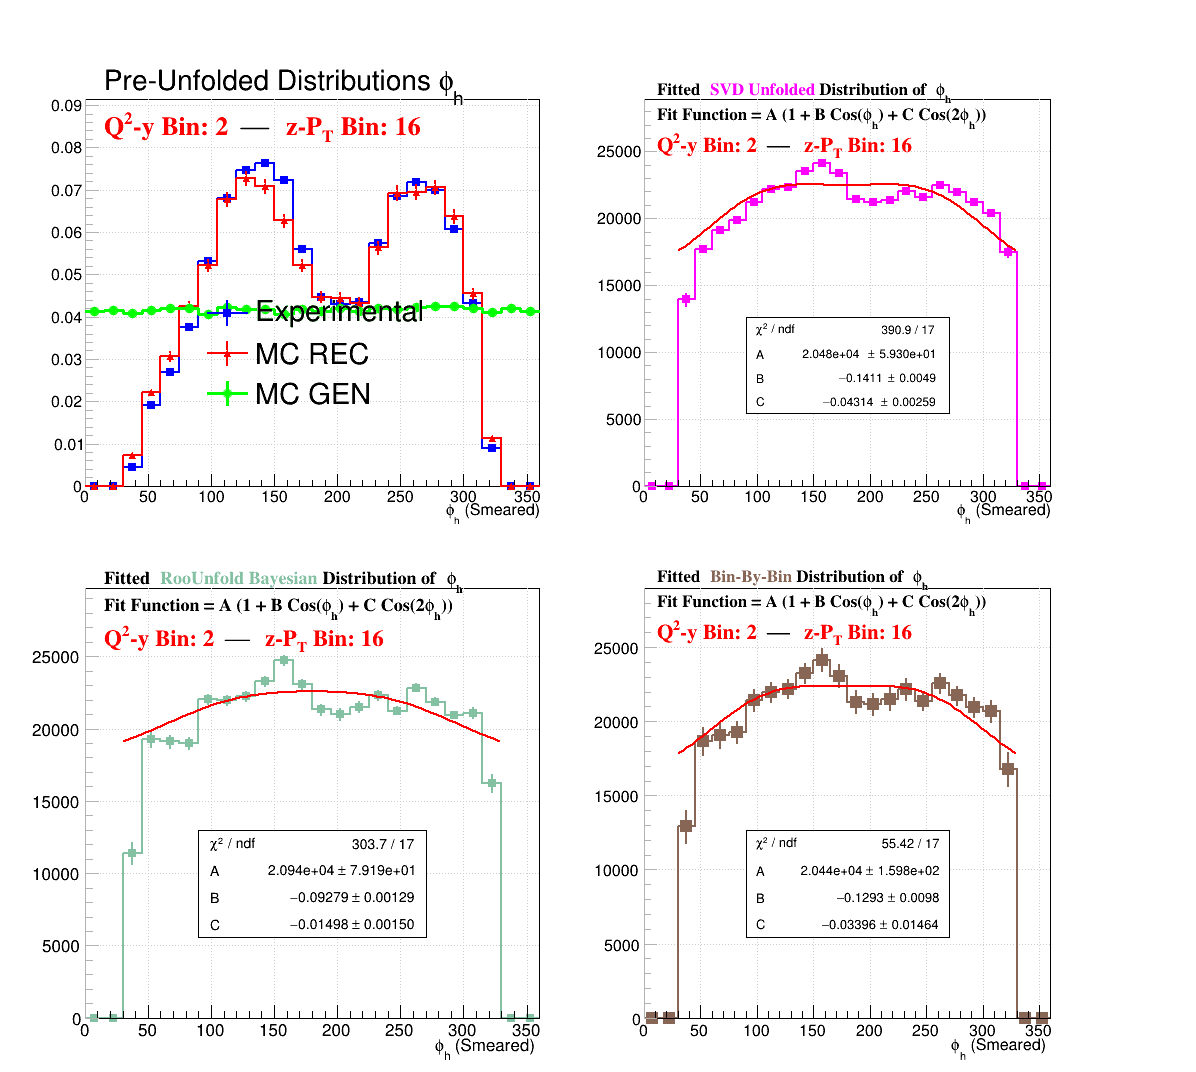 Pre-Unfolded Distributions ϕh
Q²-y Bin: 2 — z-PT Bin: 16
0.09
0.08
0.07
0.06
0.05
0.04
0.03
0.02
0.01
0
Experimental
MC REC
MC GEN
0 50 100 150 200 250 300 350
ϕh (Smeared)
Fitted SVD Unfolded Distribution of ϕh
Fit Function = A (1 + B Cos(ϕh) + C Cos(2ϕh))
Q²-y Bin: 2 — z-PT Bin: 16
25000
20000
15000
10000
5000
0
χ² / ndf 390.9 / 17
A 2.048e+04 ± 5.930e+01
B −0.1411 ± 0.0049
C −0.04314 ± 0.00259
0 50 100 150 200 250 300 350
ϕh (Smeared)
Fitted RooUnfold Bayesian Distribution of ϕh
Fit Function = A (1 + B Cos(ϕh) + C Cos(2ϕh))
Q²-y Bin: 2 — z-PT Bin: 16
25000
20000
15000
10000
5000
0
χ² / ndf 303.7 / 17
A 2.094e+04 ± 7.919e+01
B −0.09279 ± 0.00129
C −0.01498 ± 0.00150
0 50 100 150 200 250 300 350
ϕh (Smeared)
Fitted Bin-By-Bin Distribution of ϕh
Fit Function = A (1 + B Cos(ϕh) + C Cos(2ϕh))
Q²-y Bin: 2 — z-PT Bin: 16
25000
20000
15000
10000
5000
0
χ² / ndf 55.42 / 17
A 2.044e+04 ± 1.598e+02
B −0.1293 ± 0.0098
C −0.03396 ± 0.01464
0 50 100 150 200 250 300 350
ϕh (Smeared)